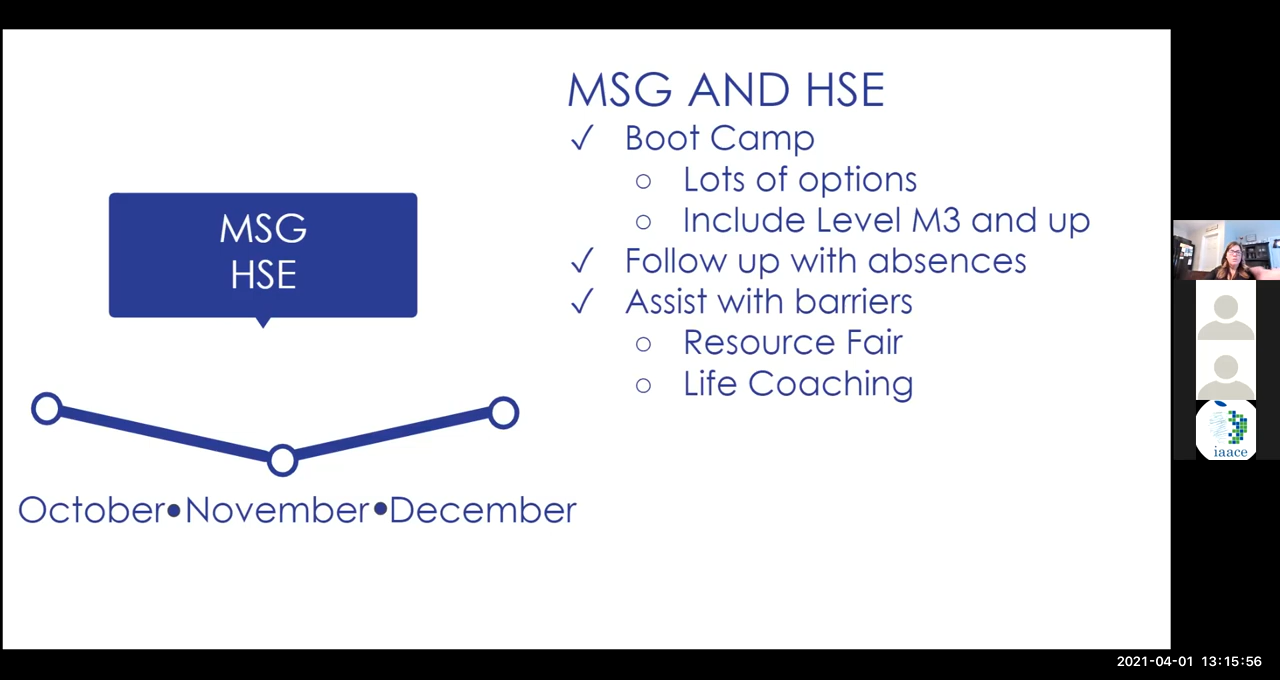 MSG AND HSE
✓ Boot Camp
○ Lots of options
○ Include Level M3 and up
✓ Follow up with absences
✓ Assist with barriers
○ Resource Fair
○ Life Coaching
MSG
HSE
October•November•December
iaace
2021-04-01 13:15:56